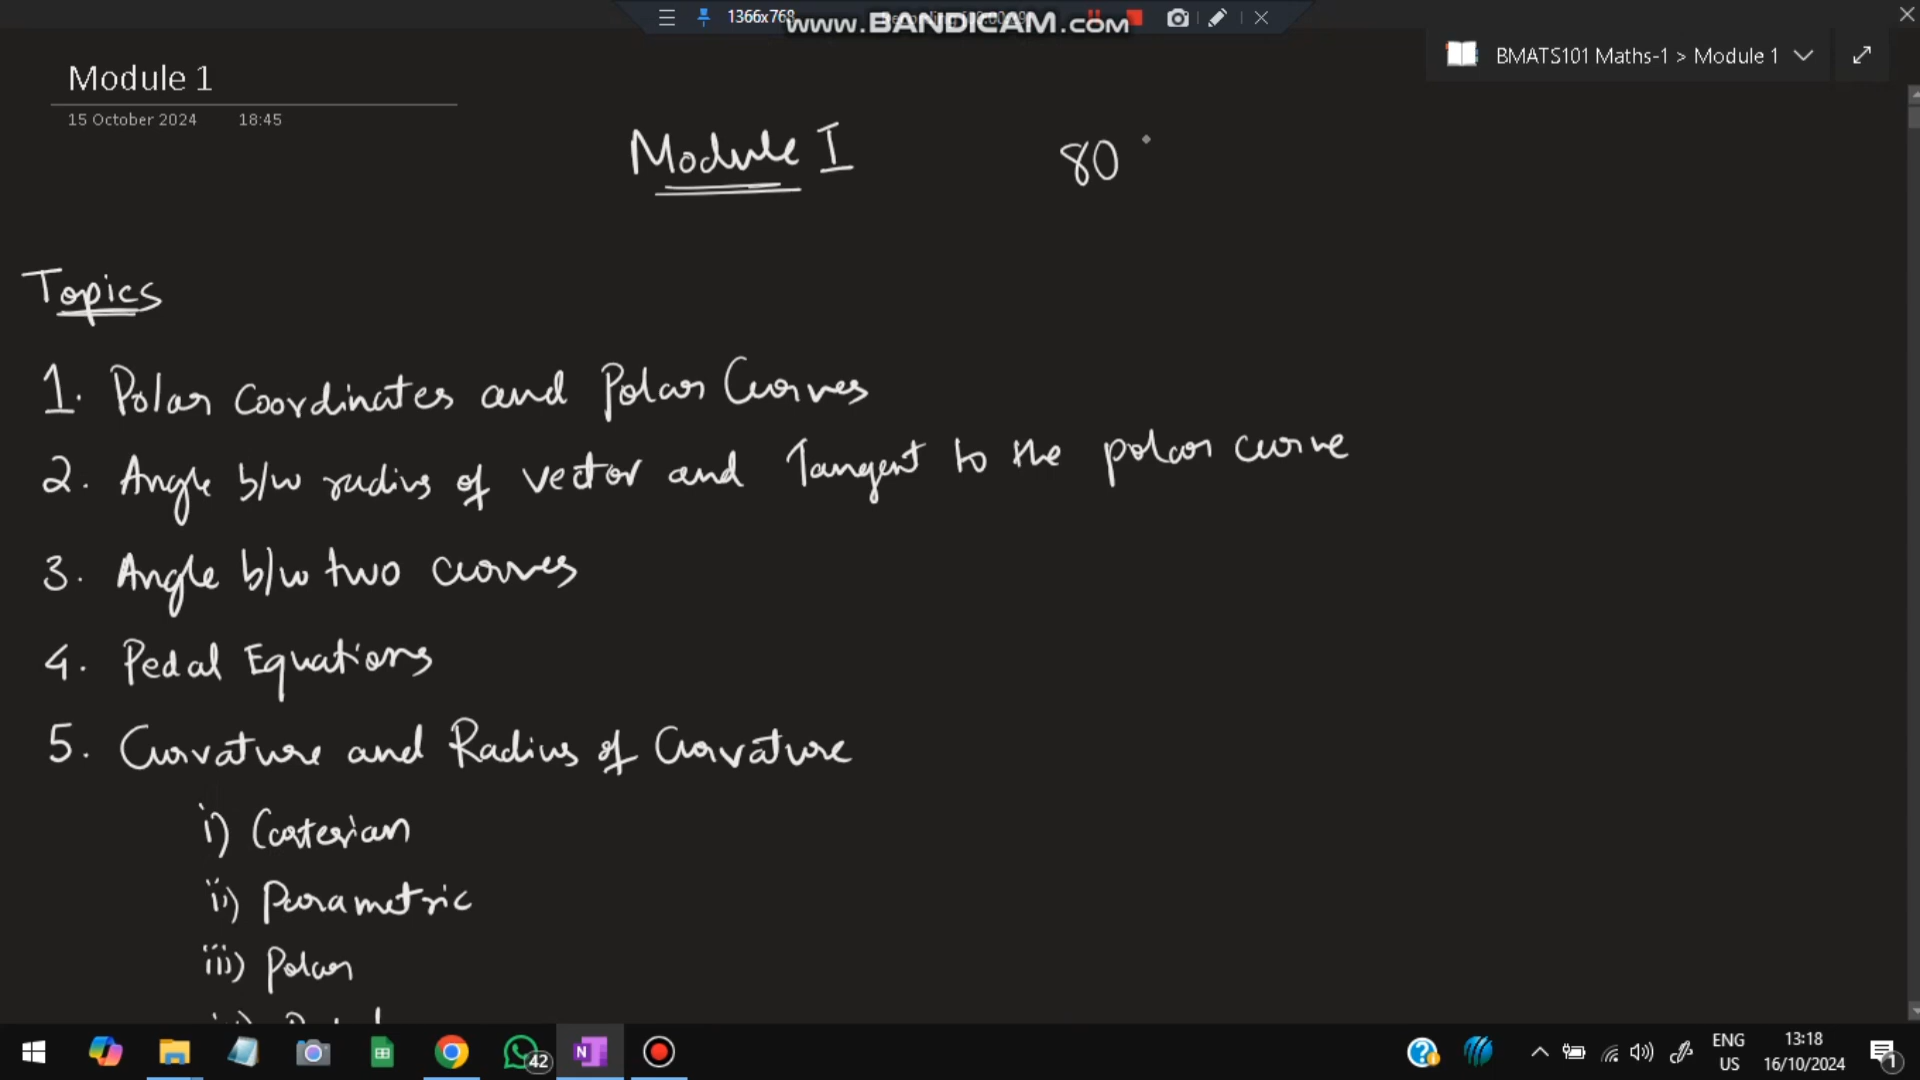 1366x768
www.BANDICAM.com
BMATS101 Maths-1 > Module 1
Module 1
15 October 2024 18:45
Module I 80
Topics
1. Polar Coordinates and Polar Curves
2. Angle b/w radius of vector and Tangent to the polar curve
3. Angle b/w two curves
4. Pedal Equations
5. Curvature and Radius of Curvature
i) Cartesian
ii) Parametric
iii) Polar
42
N
ENG
US
13:18
16/10/2024
1